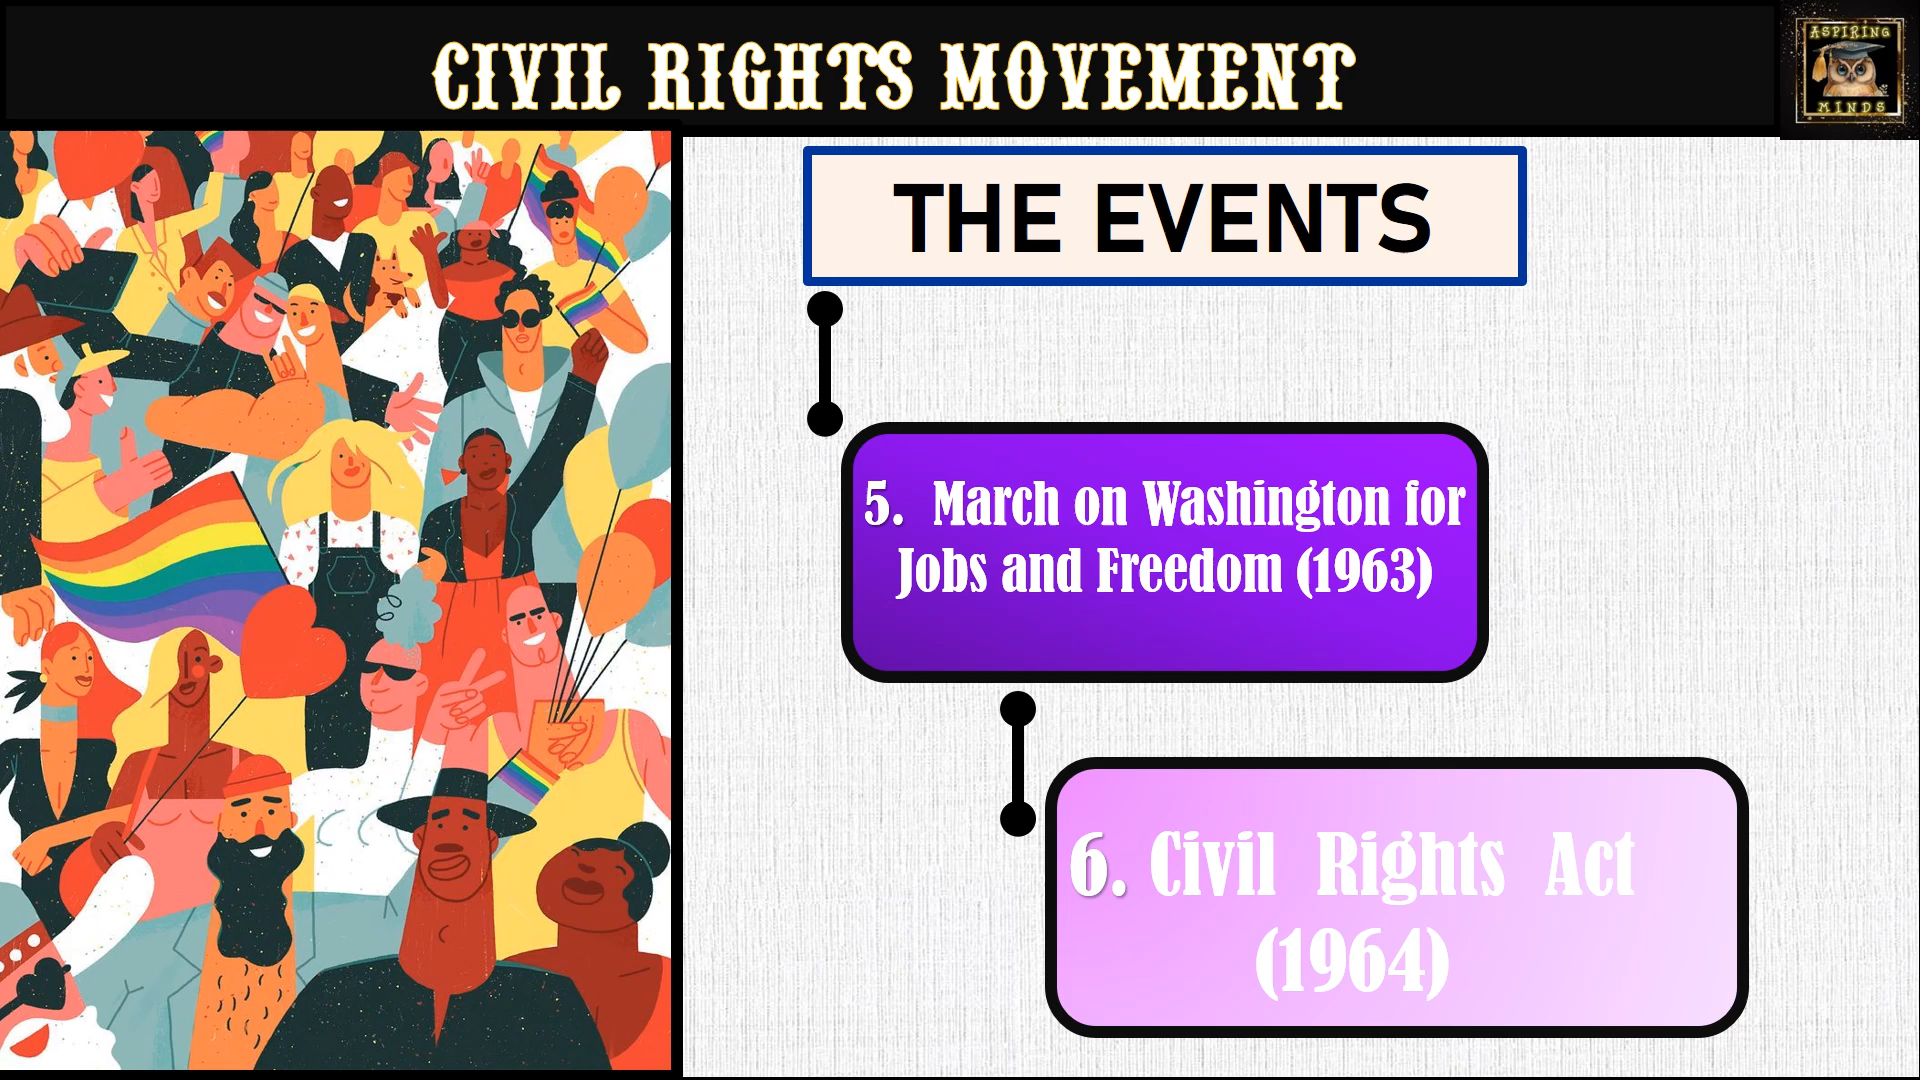 CIVIL RIGHTS MOVEMENT
ASPIRING
MINDS
THE EVENTS
5. March on Washington for
Jobs and Freedom (1963)
6. Civil Rights Act
(1964)